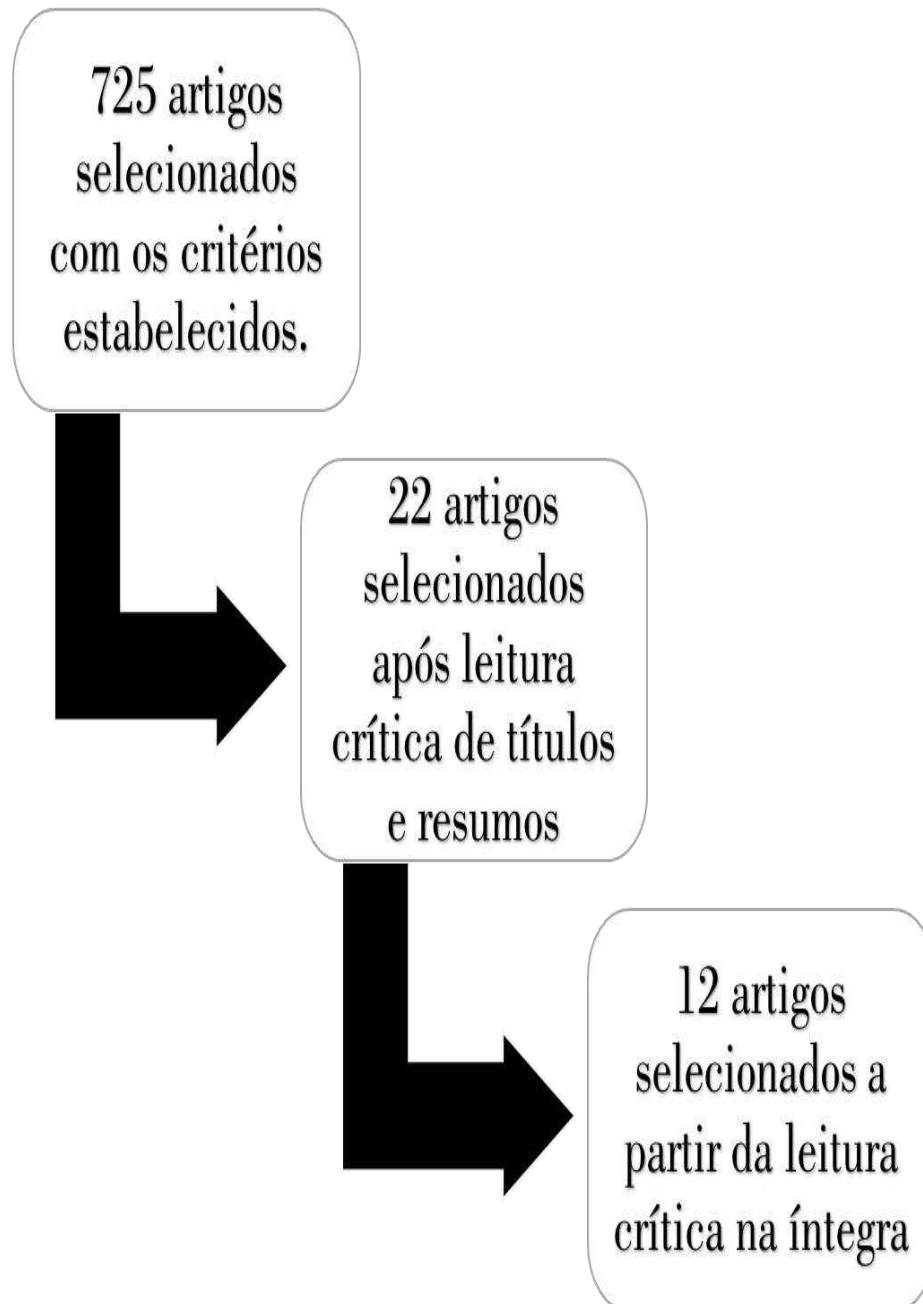 725 artigos
selecionados
com os critérios
estabelecidos.
22 artigos
selecionados
após leitura
crítica de títulos
e resumos
12 artigos
selecionados a
partir da leitura
crítica na íntegra